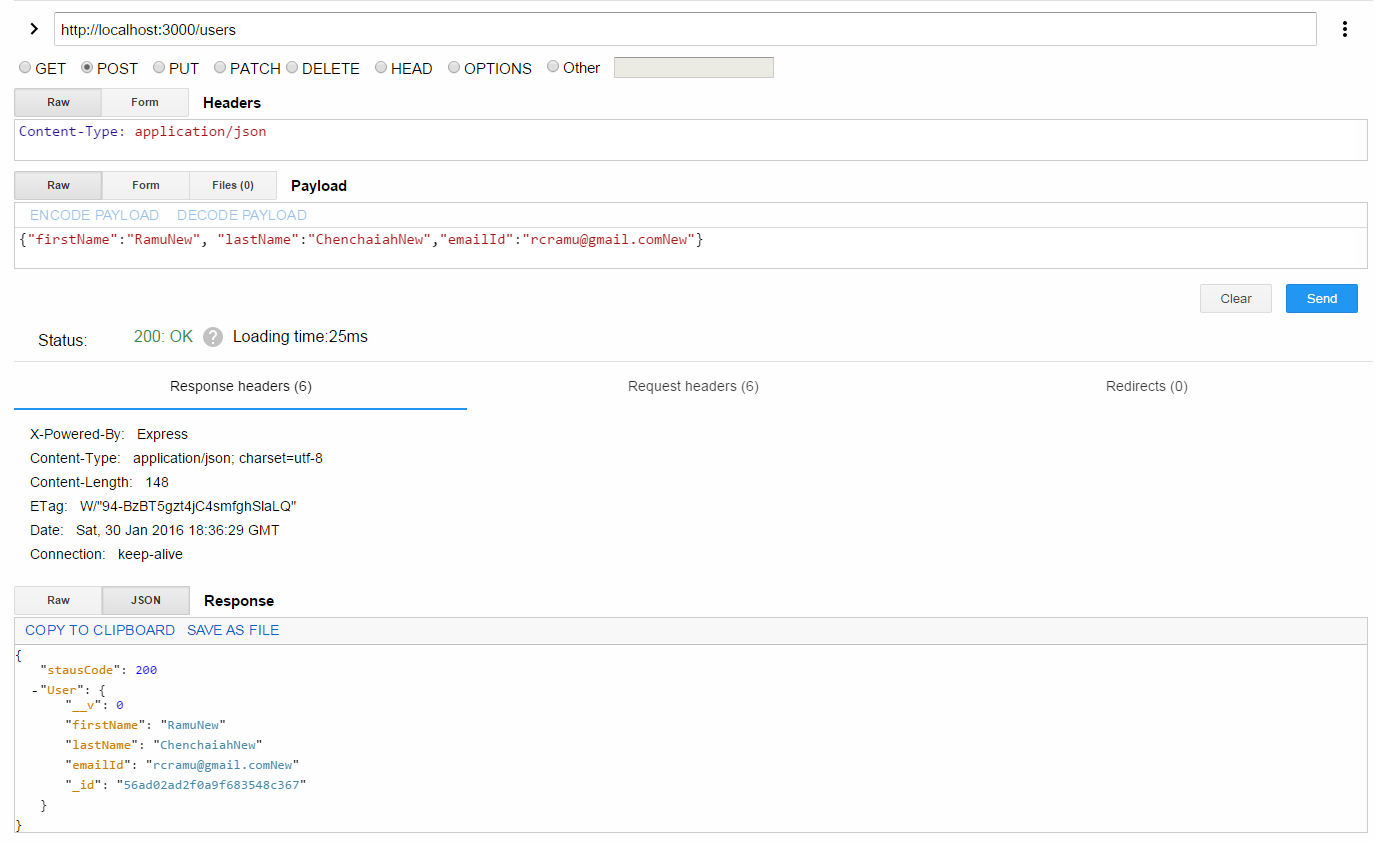 http://localhost:3000/users
GET POST PUT PATCH DELETE HEAD OPTIONS Other
Raw Form Headers
Content-Type: application/json
Raw Form Files (0) Payload
ENCODE PAYLOAD DECODE PAYLOAD
{"firstName":"RamuNew", "lastName":"ChenchaiahNew","emailId":"rcramu@gmail.comNew"}
Clear Send
Status: 200: OK ? Loading time:25ms
Response headers (6) Request headers (6) Redirects (0)
X-Powered-By: Express
Content-Type: application/json; charset=utf-8
Content-Length: 148
ETag: W/"94-BzBT5gzt4jC4smfghSIaLQ"
Date: Sat, 30 Jan 2016 18:36:29 GMT
Connection: keep-alive
Raw JSON Response
COPY TO CLIPBOARD SAVE AS FILE
{
"stausCode": 200
-"User": {
"__v": 0
"firstName": "RamuNew"
"lastName": "ChenchaiahNew"
"emailId": "rcramu@gmail.comNew"
"_id": "56ad02ad2f0a9f683548c367"
}
}